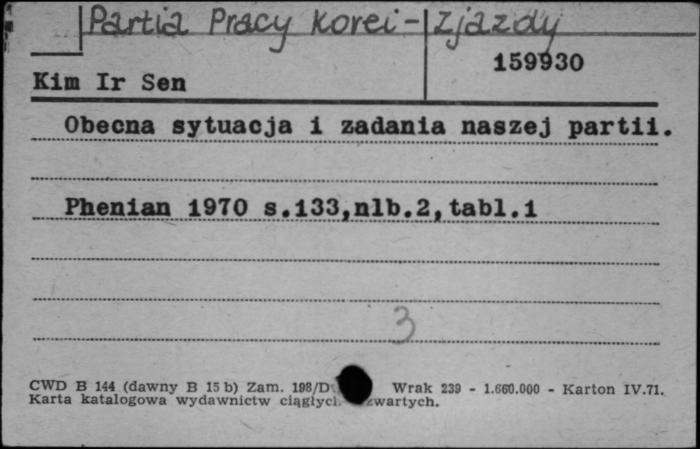 Partia Pracy Korei - Zjazdy
159930
Kim Ir Sen
Obecna sytuacja i zadania naszej partii.
Phenian 1970 s.133,nlb.2,tabl.1
3
CWD B 144 (dawny B 15 b) Zam. 198/D Wrak 239 - 1.660.000 - Karton IV.71.
Karta katalogowa wydawnictw